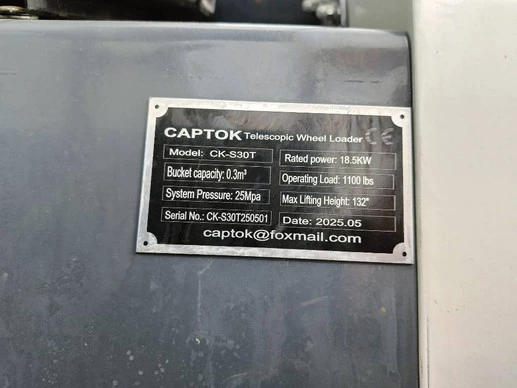 CAPTOK Telescopic Wheel Loader CE
Model: CK-S30T
Rated power: 18.5KW
Bucket capacity: 0.3m³
Operating Load: 1100 lbs
System Pressure: 25Mpa
Max Lifting Height: 132"
Serial No.: CK-S30T250501
Date: 2025.05
captok@foxmail.com